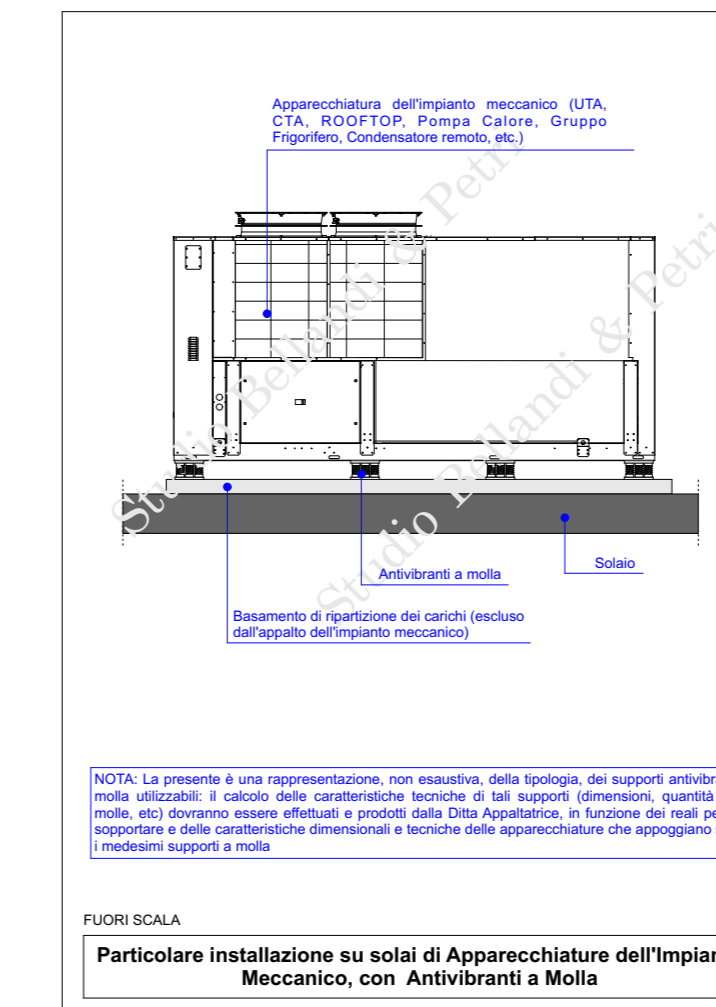 Apparecchiatura dell'impianto meccanico (UTA,
CTA, ROOFTOP, Pompa Calore, Gruppo
Frigorifero, Condensatore remoto, etc.)
Studio Bellandi & Petri
Studio Bellandi & Petri
Solaio
Antivibranti a molla
Basamento di ripartizione dei carichi (escluso
dall'appalto dell'impianto meccanico)
NOTA: La presente è una rappresentazione, non esaustiva, della tipologia, dei supporti
molla utilizzabili: il calcolo delle caratteristiche tecniche di tali supporti (dimensioni, quantità
molle, etc) dovranno essere effettuati e prodotti dalla Ditta Appaltatrice, in funzione dei reali
sopportare e delle caratteristiche dimensionali e tecniche delle apparecchiature che appoggiano
i medesimi supporti a molla
FUORI SCALA
Particolare installazione su solai di Apparecchiature
Meccanico, con Antivibranti a Molla